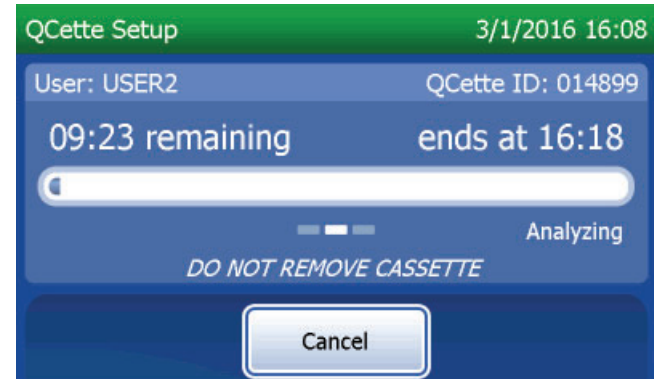 QCette Setup 3/1/2016 16:08
User: USER2 QCette ID: 014899
09:23 remaining ends at 16:18
Analyzing
DO NOT REMOVE CASSETTE
Cancel